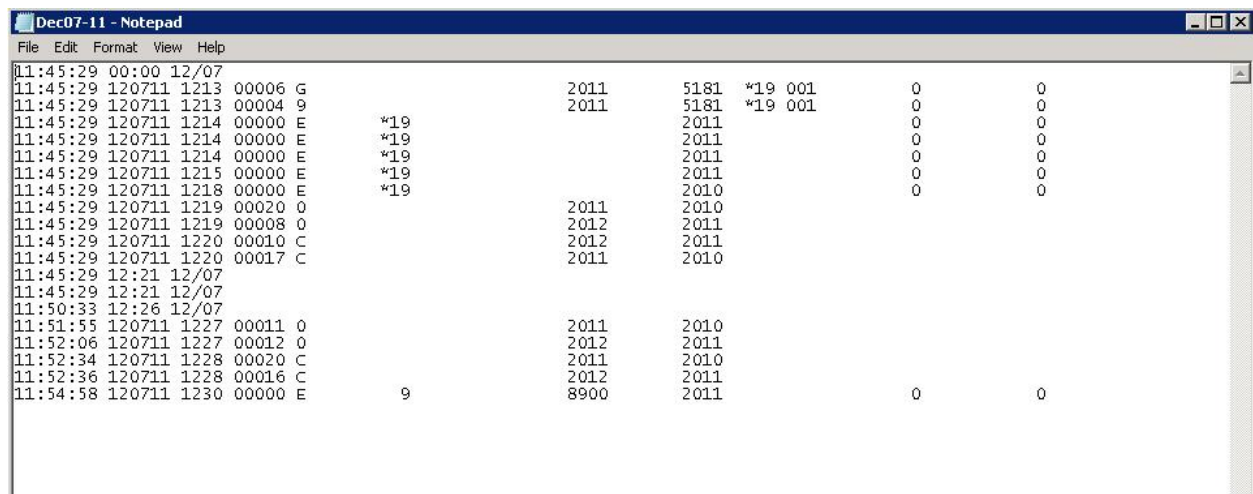 Dec07-11 - Notepad
File Edit Format View Help
11:45:29 00:00 12/07
11:45:29 120711 1213 00006 G 2011 5181 *19 001 0 0
11:45:29 120711 1213 00004 9 2011 5181 *19 001 0 0
11:45:29 120711 1214 00000 E *19 2011 0 0
11:45:29 120711 1214 00000 E *19 2011 0 0
11:45:29 120711 1214 00000 E *19 2011 0 0
11:45:29 120711 1215 00000 E *19 2011 0 0
11:45:29 120711 1218 00000 E *19 2010 0 0
11:45:29 120711 1219 00020 0 2011 2010
11:45:29 120711 1219 00008 0 2012 2011
11:45:29 120711 1220 00010 C 2012 2011
11:45:29 120711 1220 00017 C 2011 2010
11:45:29 12:21 12/07
11:45:29 12:21 12/07
11:50:33 12:26 12/07
11:51:55 120711 1227 00011 0 2011 2010
11:52:06 120711 1227 00012 0 2012 2011
11:52:34 120711 1228 00020 C 2011 2010
11:52:36 120711 1228 00016 C 2012 2011
11:54:58 120711 1230 00000 E 9 8900 2011 0 0